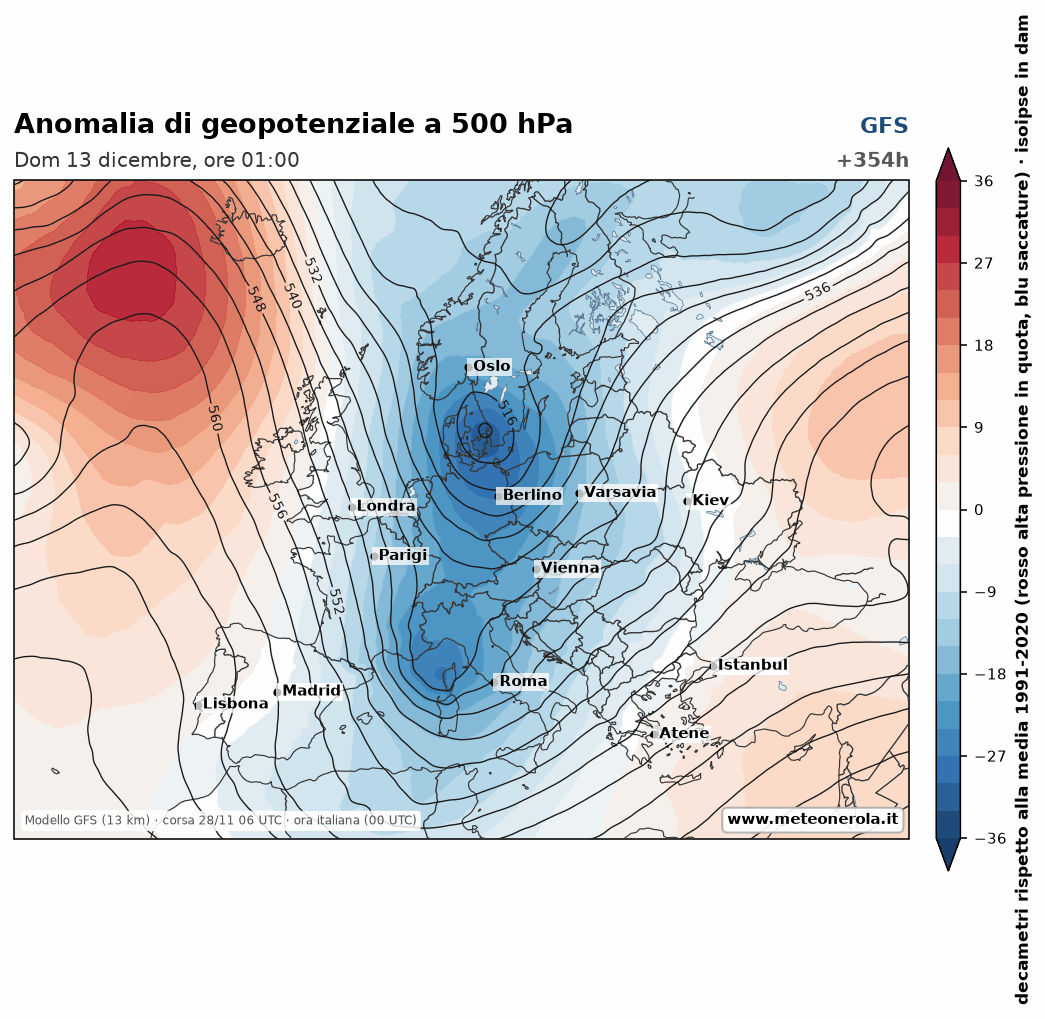 Anomalia di geopotenziale a 500 hPa
GFS
Dom 13 dicembre, ore 01:00
+354h
532
548
540
536
516
560
556
552
Oslo
Londra
Berlino
Varsavia
Kiev
Parigi
Vienna
Istanbul
Roma
Madrid
Lisbona
Atene
Modello GFS (13 km) · corsa 28/11 06 UTC · ora italiana (00 UTC)
www.meteonerola.it
36
27
18
9
0
−9
−18
−27
−36
decametri rispetto alla media 1991-2020 (rosso alta pressione in quota, blu saccature) · isoipse in dam